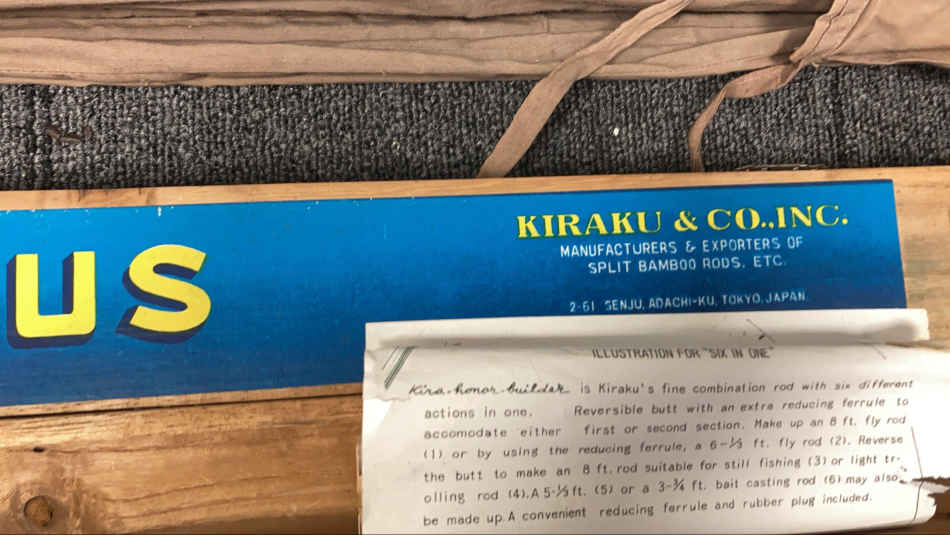 us
KIRAKU & CO.,INC.
MANUFACTURERS & EXPORTERS OF
SPLIT BAMBOO RODS, ETC.
2-61 SENJU, ADACHI-KU, TOKYO, JAPAN.
ILLUSTRATION FOR "SIX IN ONE"
Kira-honor-builder is Kiraku's fine combination rod with six different
actions in one. Reversible butt with an extra reducing ferrule to
accomodate either first or second section. Make up an 8 ft. fly rod
(1) or by using the reducing ferrule, a 6-⅓ ft. fly rod (2). Reverse
the butt to make an 8 ft. rod suitable for still fishing (3) or light tr-
olling rod (4). A 5-⅓ ft. (5) or a 3-¾ ft. bait casting rod (6) may also
be made up. A convenient reducing ferrule and rubber plug included.